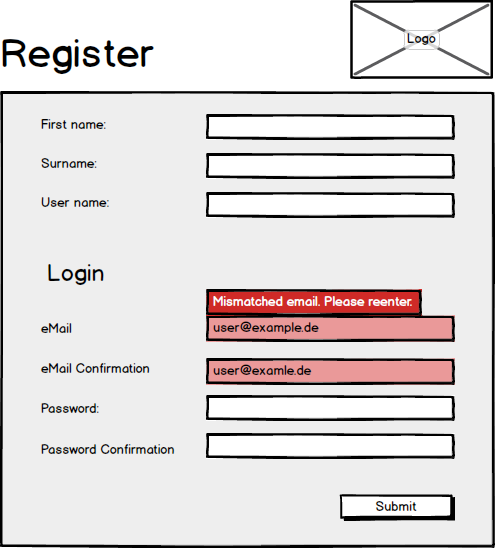 Logo
Register
First name:
Surname:
User name:
Login
Mismatched email. Please reenter.
eMail
user@example.de
eMail Confirmation
user@examle.de
Password:
Password Confirmation
Submit